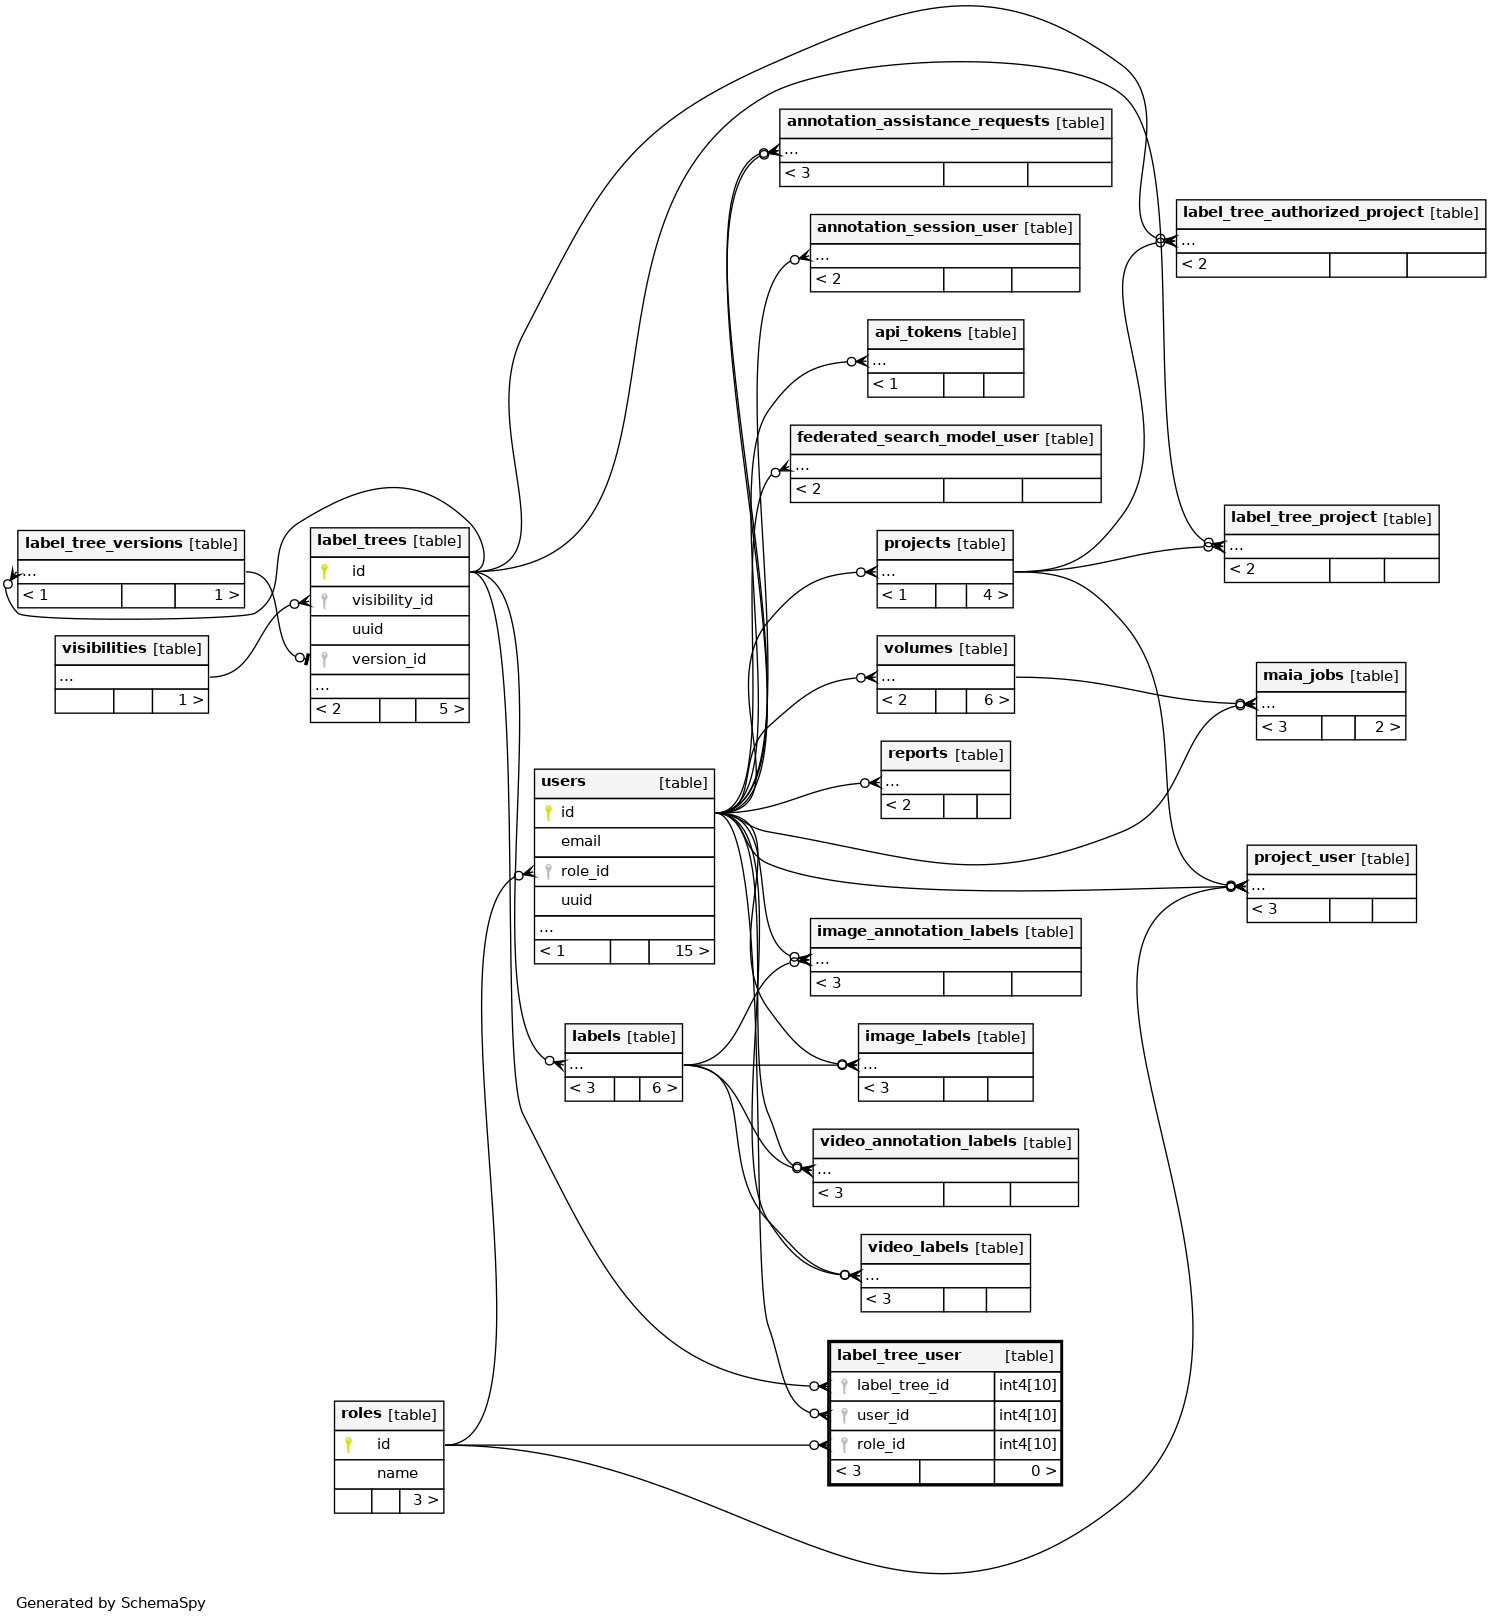 annotation_assistance_requests [table]
...
< 3
label_tree_authorized_project [table]
...
< 2
annotation_session_user [table]
...
< 2
api_tokens [table]
...
< 1
federated_search_model_user [table]
...
< 2
label_tree_project [table]
...
< 2
label_tree_versions [table]
...
< 1 1 >
label_trees [table]
id
visibility_id
uuid
version_id
...
< 2 5 >
projects [table]
...
< 1 4 >
visibilities [table]
...
1 >
volumes [table]
...
< 2 6 >
maia_jobs [table]
...
< 3 2 >
reports [table]
...
< 2
users [table]
id
email
role_id
uuid
...
< 1 15 >
project_user [table]
...
< 3
image_annotation_labels [table]
...
< 3
labels [table]
...
< 3 6 >
image_labels [table]
...
< 3
video_annotation_labels [table]
...
< 3
video_labels [table]
...
< 3
label_tree_user [table]
label_tree_id int4[10]
user_id int4[10]
role_id int4[10]
< 3 0 >
roles [table]
id
name
3 >
Generated by SchemaSpy